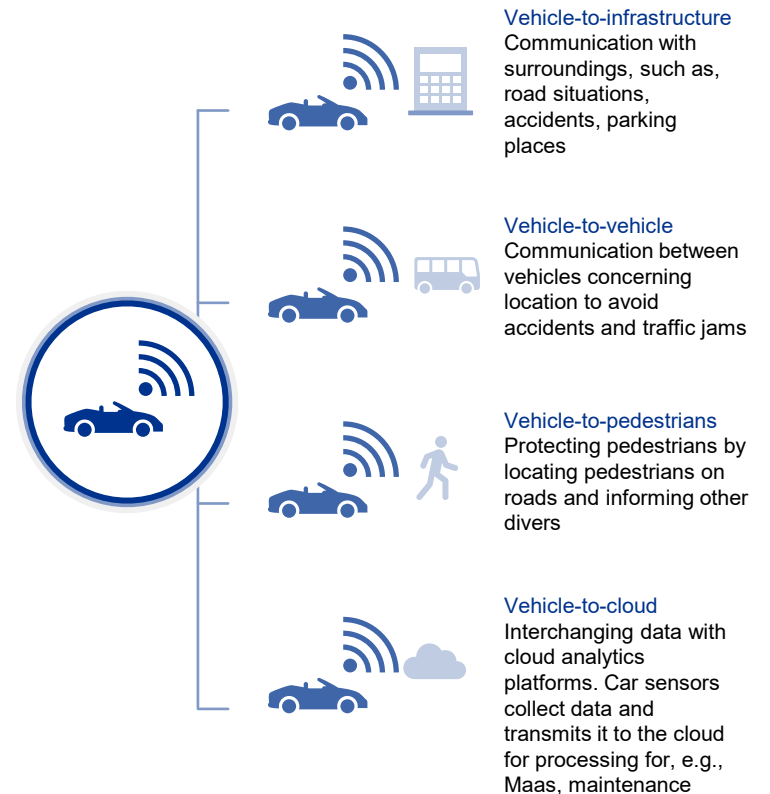 Vehicle-to-infrastructure
Communication with
surroundings, such as,
road situations,
accidents, parking
places
Vehicle-to-vehicle
Communication between
vehicles concerning
location to avoid
accidents and traffic jams
Vehicle-to-pedestrians
Protecting pedestrians by
locating pedestrians on
roads and informing other
divers
Vehicle-to-cloud
Interchanging data with
cloud analytics
platforms. Car sensors
collect data and
transmits it to the cloud
for processing for, e.g.,
Maas, maintenance